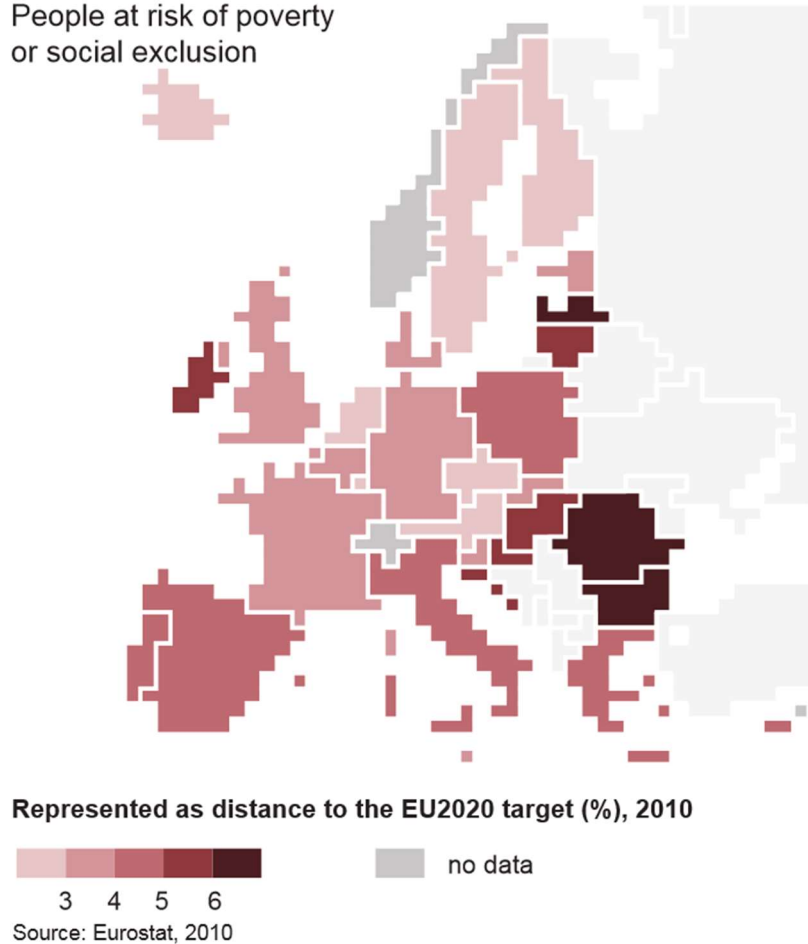 People at risk of poverty
or social exclusion
Represented as distance to the EU2020 target (%), 2010
3 4 5 6
no data
Source: Eurostat, 2010